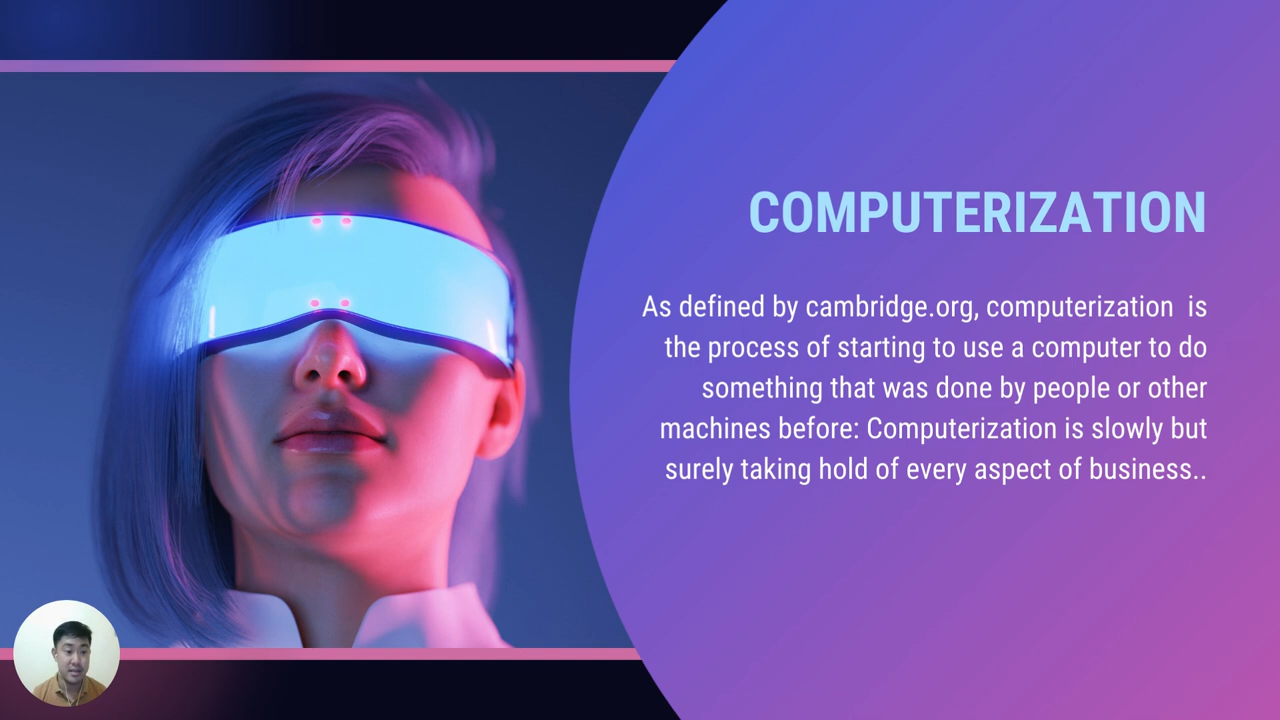 COMPUTERIZATION
As defined by cambridge.org, computerization  is
the process of starting to use a computer to do
something that was done by people or other
machines before: Computerization is slowly but
surely taking hold of every aspect of business..